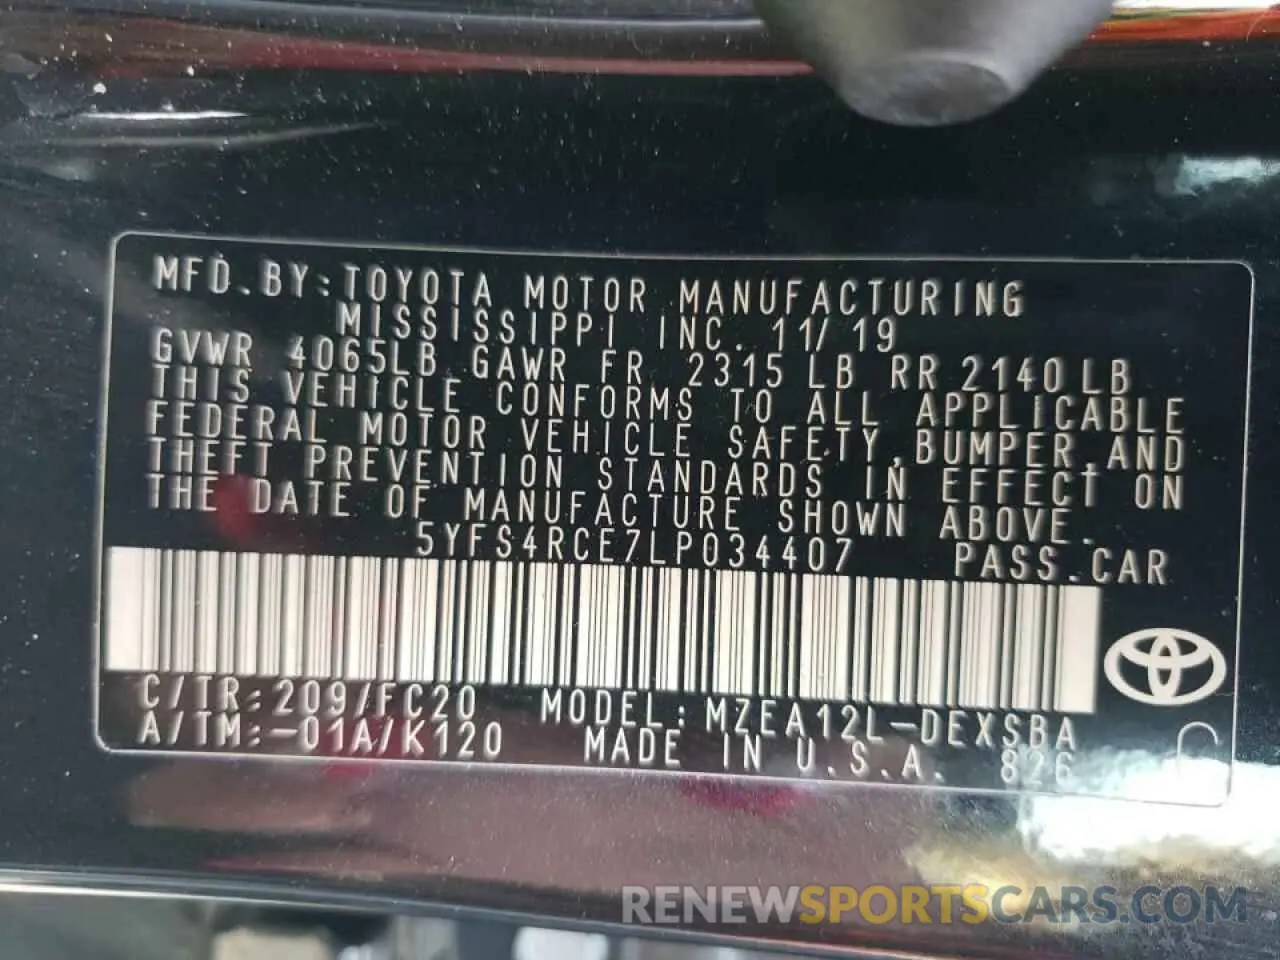 MFD.BY:TOYOTA MOTOR MANUFACTURING
MISSISSIPPI INC. 11/19
GVWR 4065LB GAWR FR 2315 LB RR 2140LB
THIS VEHICLE CONFORMS TO ALL APPLICABLE
FEDERAL MOTOR VEHICLE SAFETY,BUMPER,AND
THEFT PREVENTION STANDARDS IN EFFECT ON
THE DATE OF MANUFACTURE SHOWN ABOVE.
5YFS4RCE7LP034407 PASS.CAR
C/TR:209/FC20 MODEL:MZEA12L-DEXSBA
A/TM:-01A/K120 MADE IN U.S.A. 826
RENEWSPORTSCARS.COM